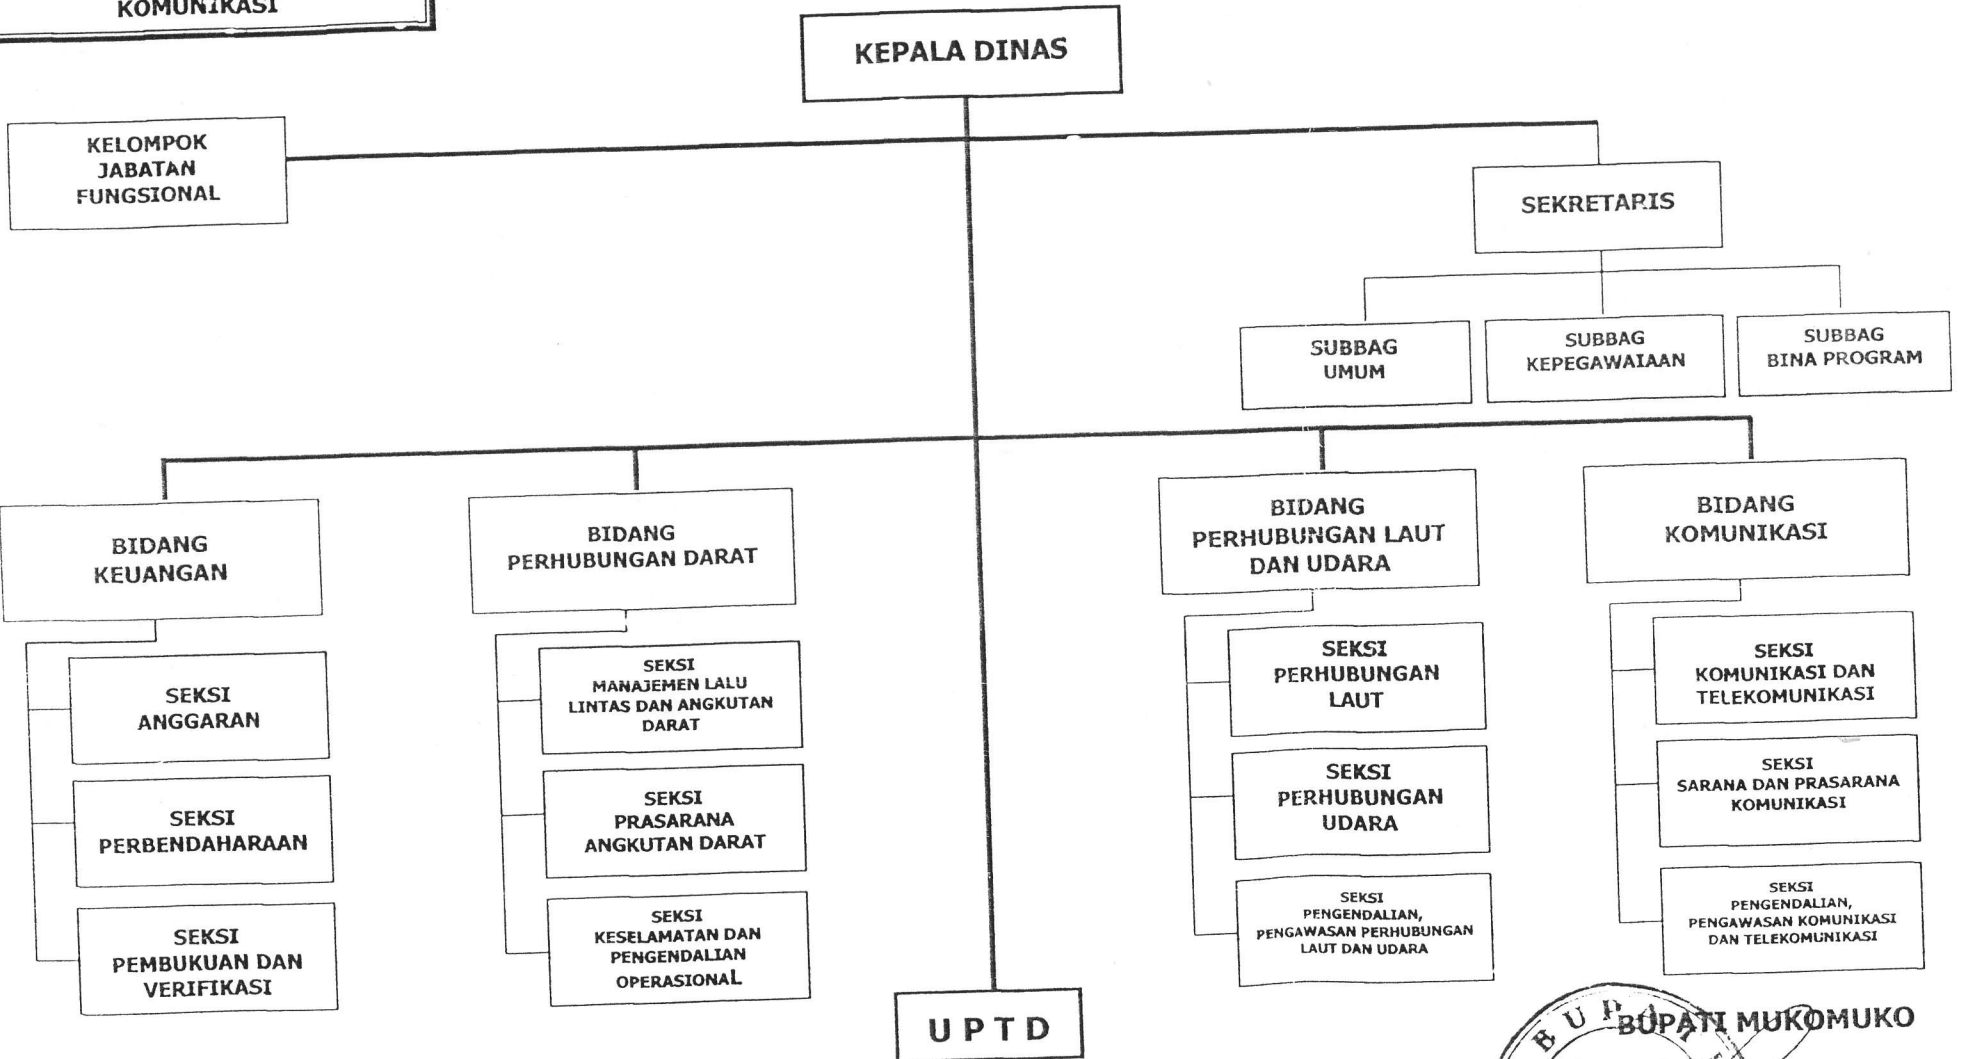 KOMUNIKASI
KEPALA DINAS
KELOMPOK
JABATAN
FUNGSIONAL
SEKRETARIS
SUBBAG
UMUM
SUBBAG
KEPEGAWAIAAN
SUBBAG
BINA PROGRAM
BIDANG
KEUANGAN
BIDANG
PERHUBUNGAN DARAT
BIDANG
PERHUBUNGAN LAUT
DAN UDARA
BIDANG
KOMUNIKASI
SEKSI
ANGGARAN
SEKSI
PERBENDAHARAAN
SEKSI
PEMBUKUAN DAN
VERIFIKASI
SEKSI
MANAJEMEN LALU
LINTAS DAN ANGKUTAN
DARAT
SEKSI
PRASARANA
ANGKUTAN DARAT
SEKSI
KESELAMATAN DAN
PENGENDALIAN
OPERASIONAL
SEKSI
PERHUBUNGAN
LAUT
SEKSI
PERHUBUNGAN
UDARA
SEKSI
PENGENDALIAN,
PENGAWASAN PERHUBUNGAN
LAUT DAN UDARA
SEKSI
KOMUNIKASI DAN
TELEKOMUNIKASI
SEKSI
SARANA DAN PRASARANA
KOMUNIKASI
SEKSI
PENGENDALIAN,
PENGAWASAN KOMUNIKASI
DAN TELEKOMUNIKASI
U P T D
BUPATI MUKOMUKO